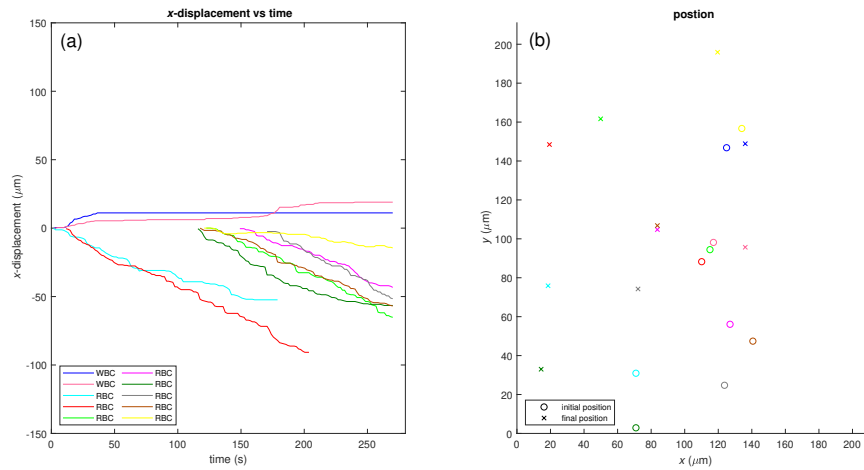 x-displacement vs time
(a)
x-displacement (μm)
150
100
50
0
-50
-100
-150
0
50
100
150
200
250
time (s)
WBC
WBC
RBC
RBC
RBC
RBC
RBC
RBC
RBC
RBC
postion
(b)
y (μm)
200
180
160
140
120
100
80
60
40
20
0
0
20
40
60
80
100
120
140
160
180
200
x (μm)
initial position
final position